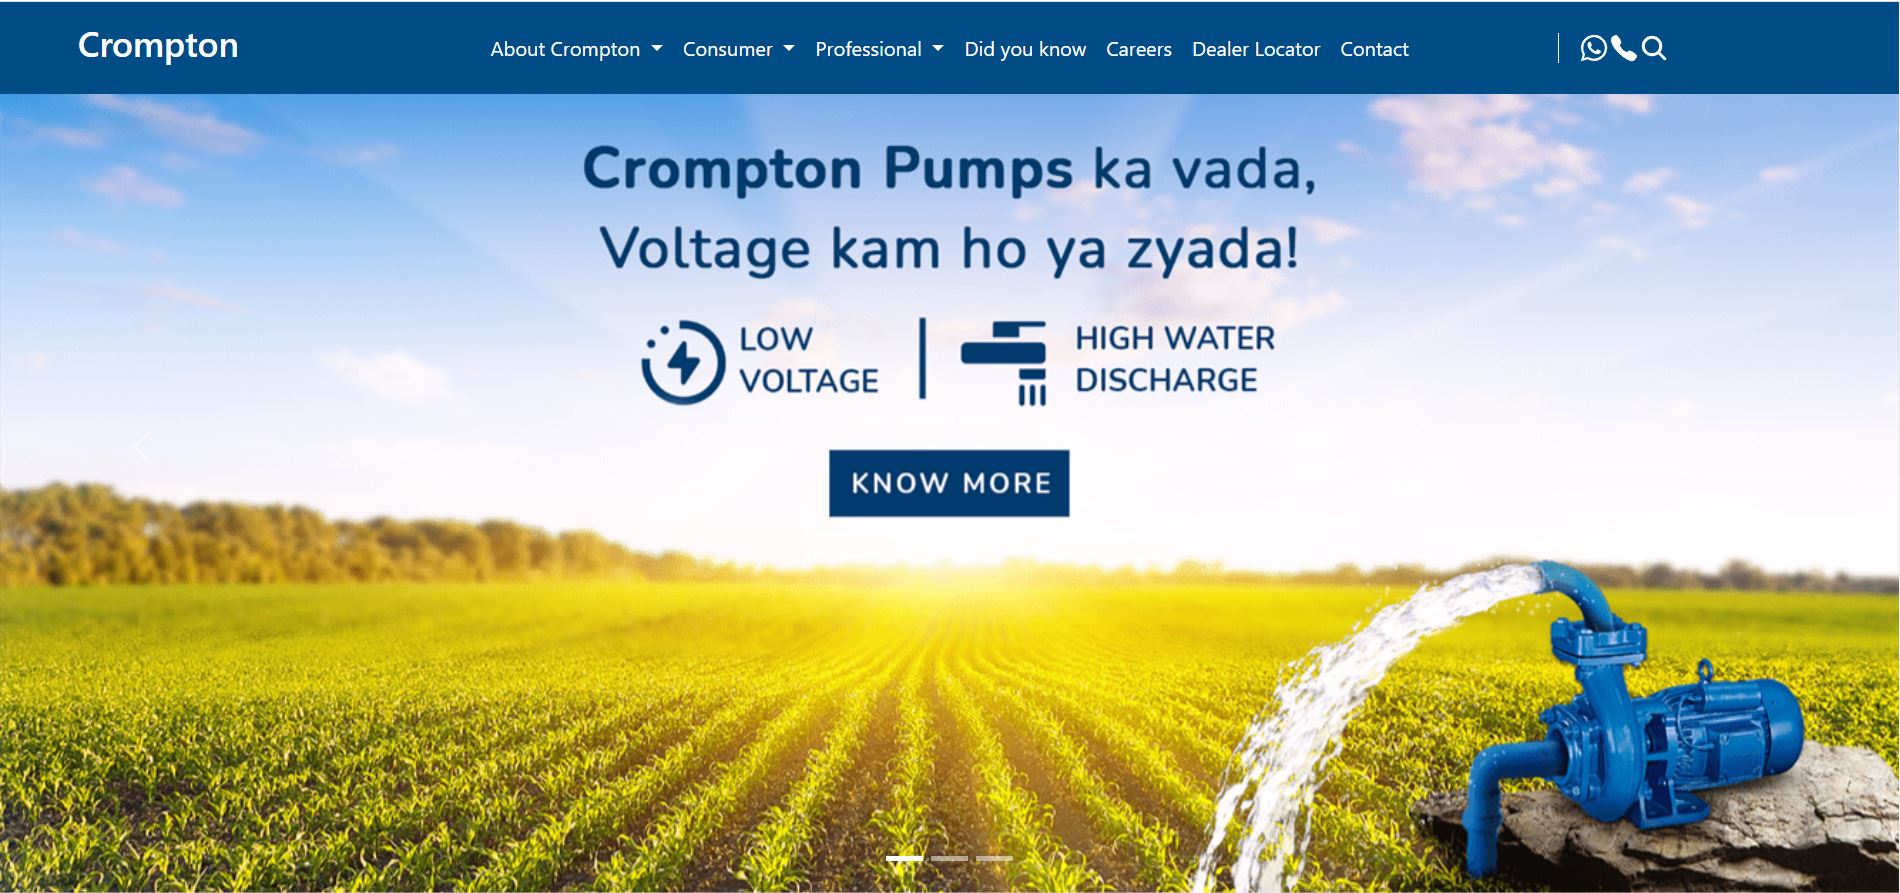 Crompton
About Crompton
Consumer
Professional
Did you know
Careers
Dealer Locator
Contact
Crompton Pumps ka vada,
Voltage kam ho ya zyada!
LOW
VOLTAGE
HIGH WATER
DISCHARGE
KNOW MORE